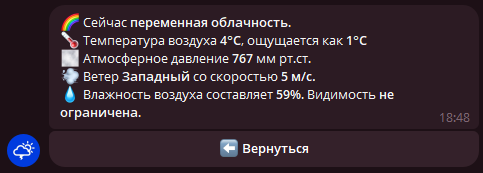 Сейчас переменная облачность.
Температура воздуха 4°C, ощущается как 1°C
Атмосферное давление 767 мм рт.ст.
Ветер Западный со скоростью 5 м/с.
Влажность воздуха составляет 59%. Видимость не
ограничена.
18:48
Вернуться